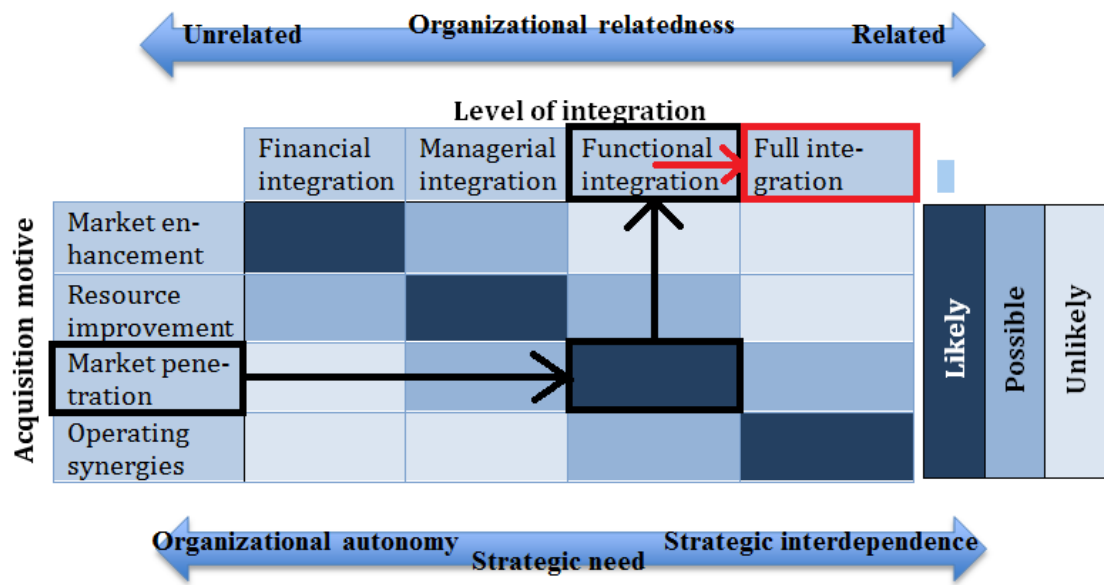 Organizational relatedness
Unrelated
Related
Level of integration
Financial
integration
Managerial
integration
Functional
integration
Full inte-
gration
Acquisition motive
Market en-
hancement
Resource
improvement
Market pene-
tration
Operating
synergies
Likely
Possible
Unlikely
Organizational autonomy
Strategic need
Strategic interdependence